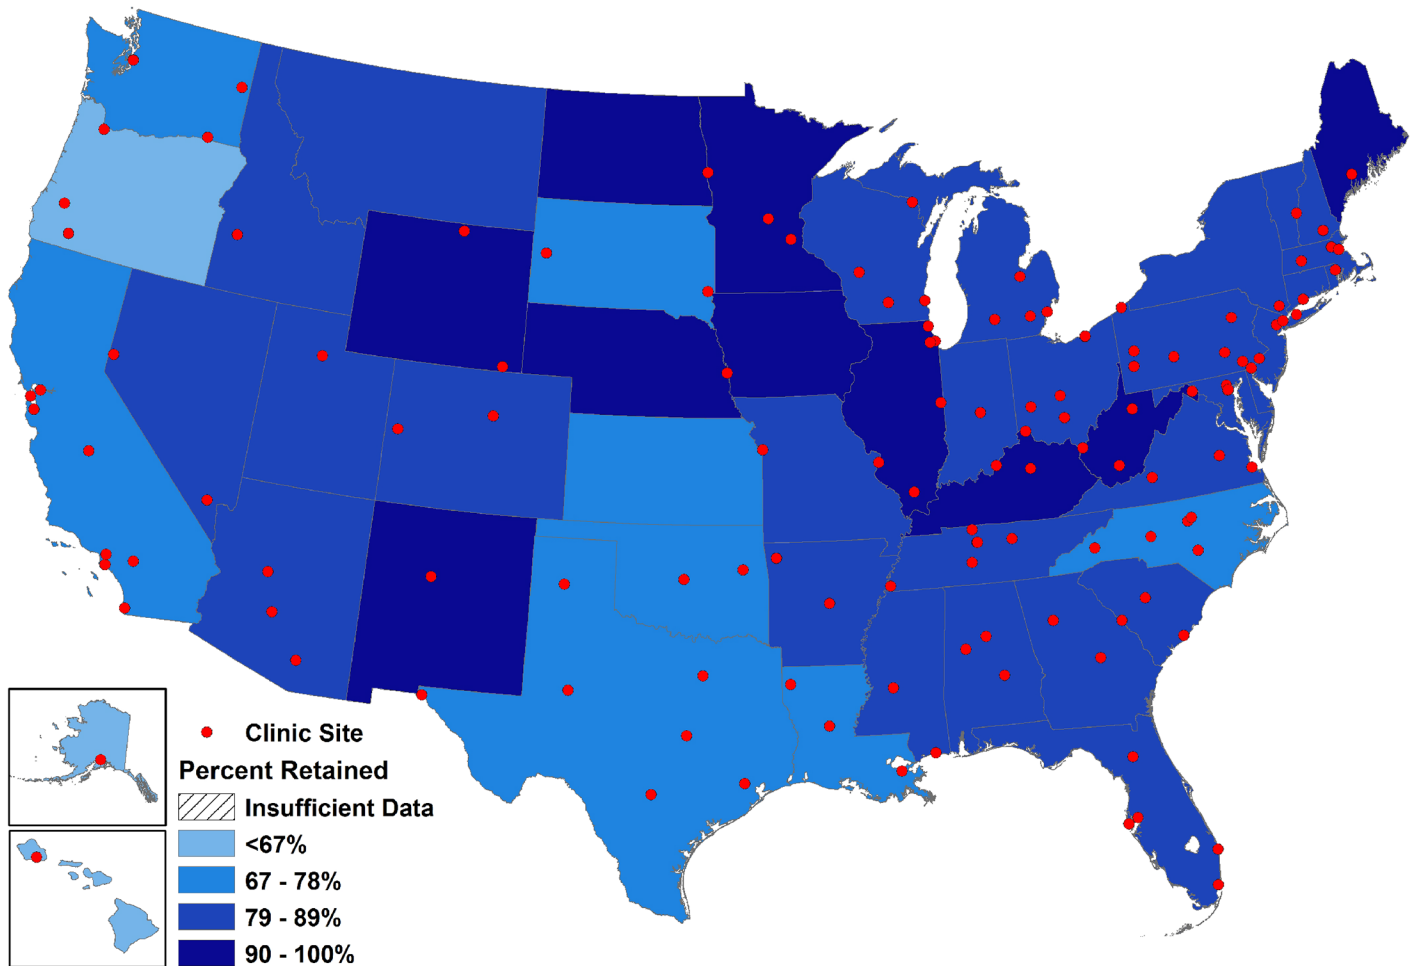 Clinic Site
Percent Retained
Insufficient Data
<67%
67 - 78%
79 - 89%
90 - 100%